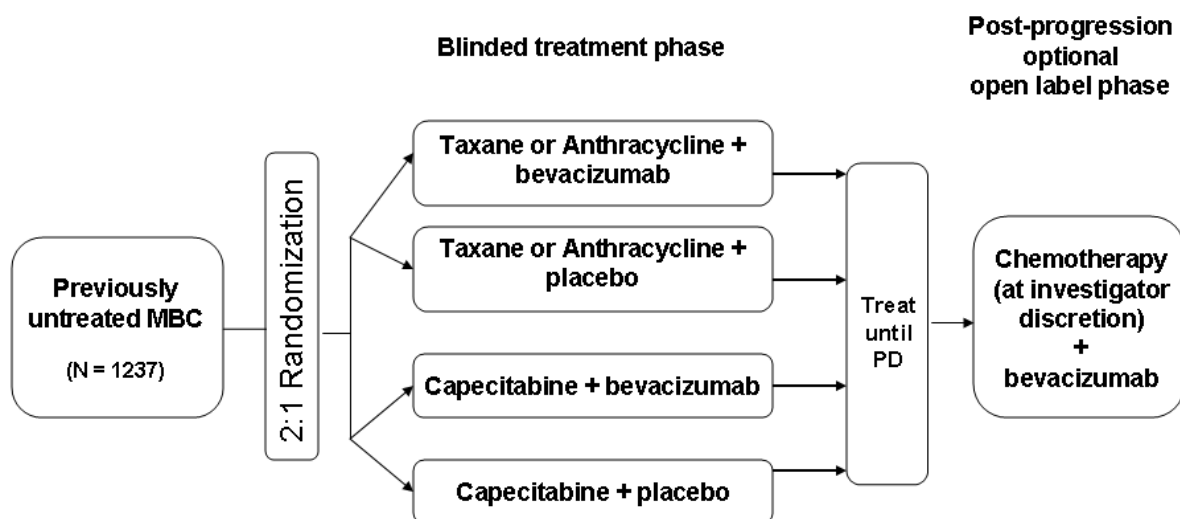 Blinded treatment phase
Post-progression
optional
open label phase
Previously
untreated MBC
(N = 1237)
2:1 Randomization
Taxane or Anthracycline +
bevacizumab
Taxane or Anthracycline +
placebo
Capecitabine + bevacizumab
Capecitabine + placebo
Treat
until
PD
Chemotherapy
(at investigator
discretion)
+
bevacizumab